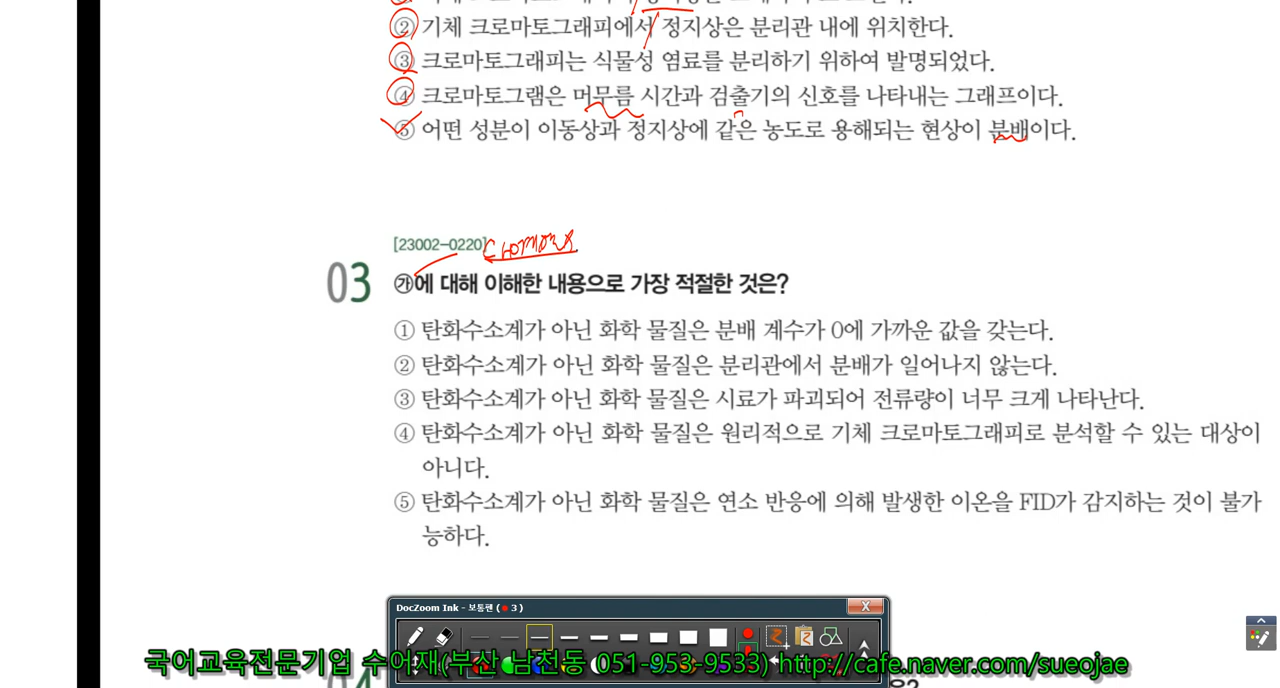 ② 기체 크로마토그래피에서 정지상은 분리관 내에 위치한다.
③ 크로마토그래피는 식물성 염료를 분리하기 위하여 발명되었다.
④ 크로마토그램은 머무름 시간과 검출기의 신호를 나타내는 그래프이다.
⑤ 어떤 성분이 이동상과 정지상에 같은 농도로 용해되는 현상이 분배이다.
[23002-0220]
03 ㉮에 대해 이해한 내용으로 가장 적절한 것은?
① 탄화수소계가 아닌 화학 물질은 분배 계수가 0에 가까운 값을 갖는다.
② 탄화수소계가 아닌 화학 물질은 분리관에서 분배가 일어나지 않는다.
③ 탄화수소계가 아닌 화학 물질은 시료가 파괴되어 전류량이 너무 크게 나타난다.
④ 탄화수소계가 아닌 화학 물질은 원리적으로 기체 크로마토그래피로 분석할 수 있는 대상이
아니다.
⑤ 탄화수소계가 아닌 화학 물질은 연소 반응에 의해 발생한 이온을 FID가 감지하는 것이 불가
능하다.
DocZoom Ink - 보통펜 ( 3 )
국어교육전문기업 수어재(부산 남천동 051-953-9533) http://cafe.naver.com/sueojae